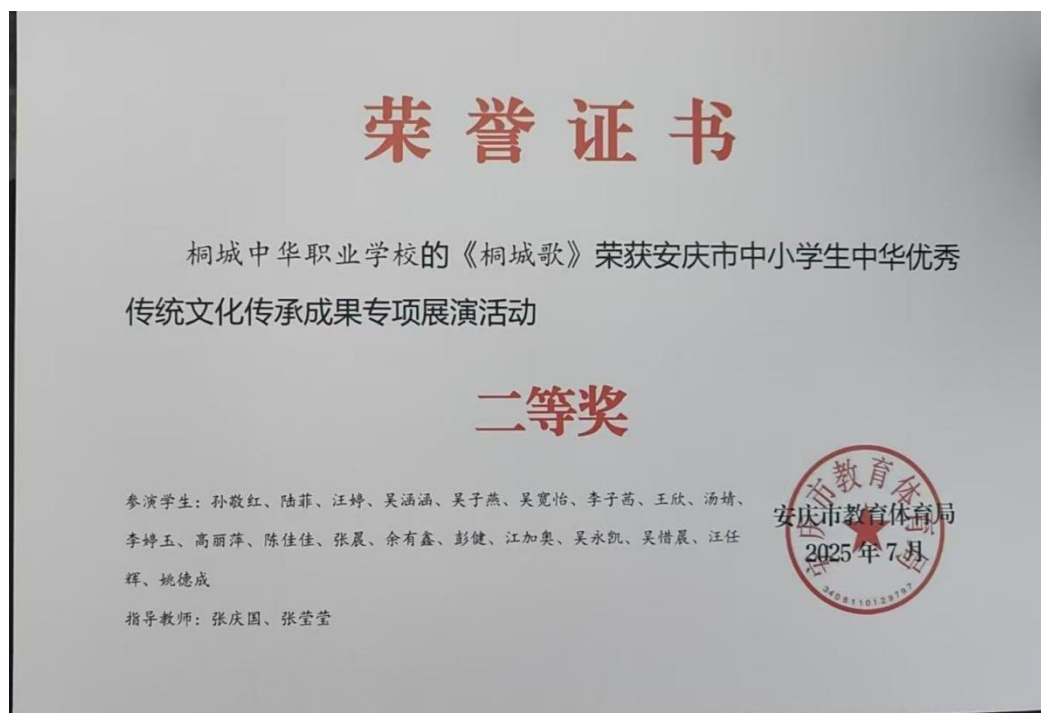 荣誉证书
桐城中华职业学校的《桐城歌》荣获安庆市中小学生中华优秀
传统文化传承成果专项展演活动
二等奖
参演学生：孙敬红、陆菲、汪婷、吴涵涵、吴子燕、吴宽怡、李子茜、王欣、汤婧、
李婷玉、高丽萍、陈佳佳、张晨、余有鑫、彭健、江加奥、吴永凯、吴惜晨、汪任
辉、姚德成
指导教师：张庆国、张莹莹
安庆市教育体育局
2025年7月
安庆市教育体育局
3408110129797